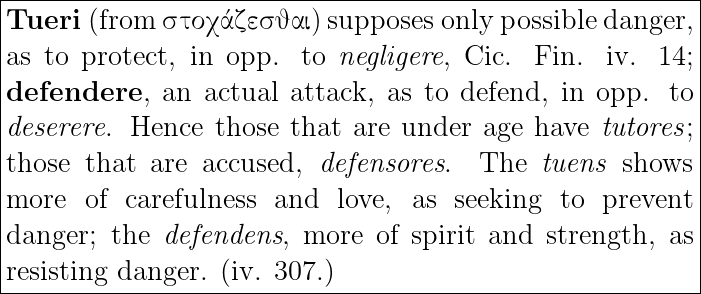 Tueri (from στοχάζεσϑαι) supposes only possible danger,
as to protect, in opp. to negligere, Cic. Fin. iv. 14;
defendere, an actual attack, as to defend, in opp. to
deserere. Hence those that are under age have tutores;
those that are accused, defensores. The tuens shows
more of carefulness and love, as seeking to prevent
danger; the defendens, more of spirit and strength, as
resisting danger. (iv. 307.)